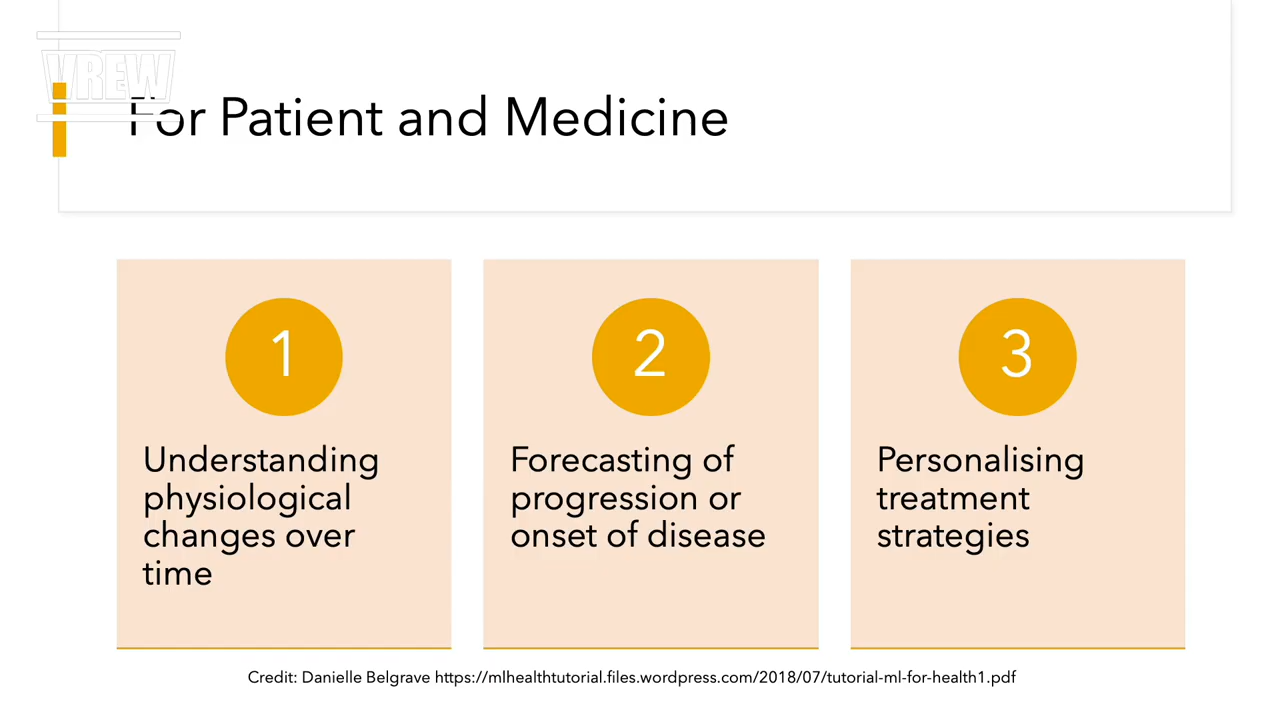 VREW
For Patient and Medicine
1
Understanding
physiological
changes over
time
2
Forecasting of
progression or
onset of disease
3
Personalising
treatment
strategies
Credit: Danielle Belgrave https://mlhealthtutorial.files.wordpress.com/2018/07/tutorial-ml-for-health1.pdf